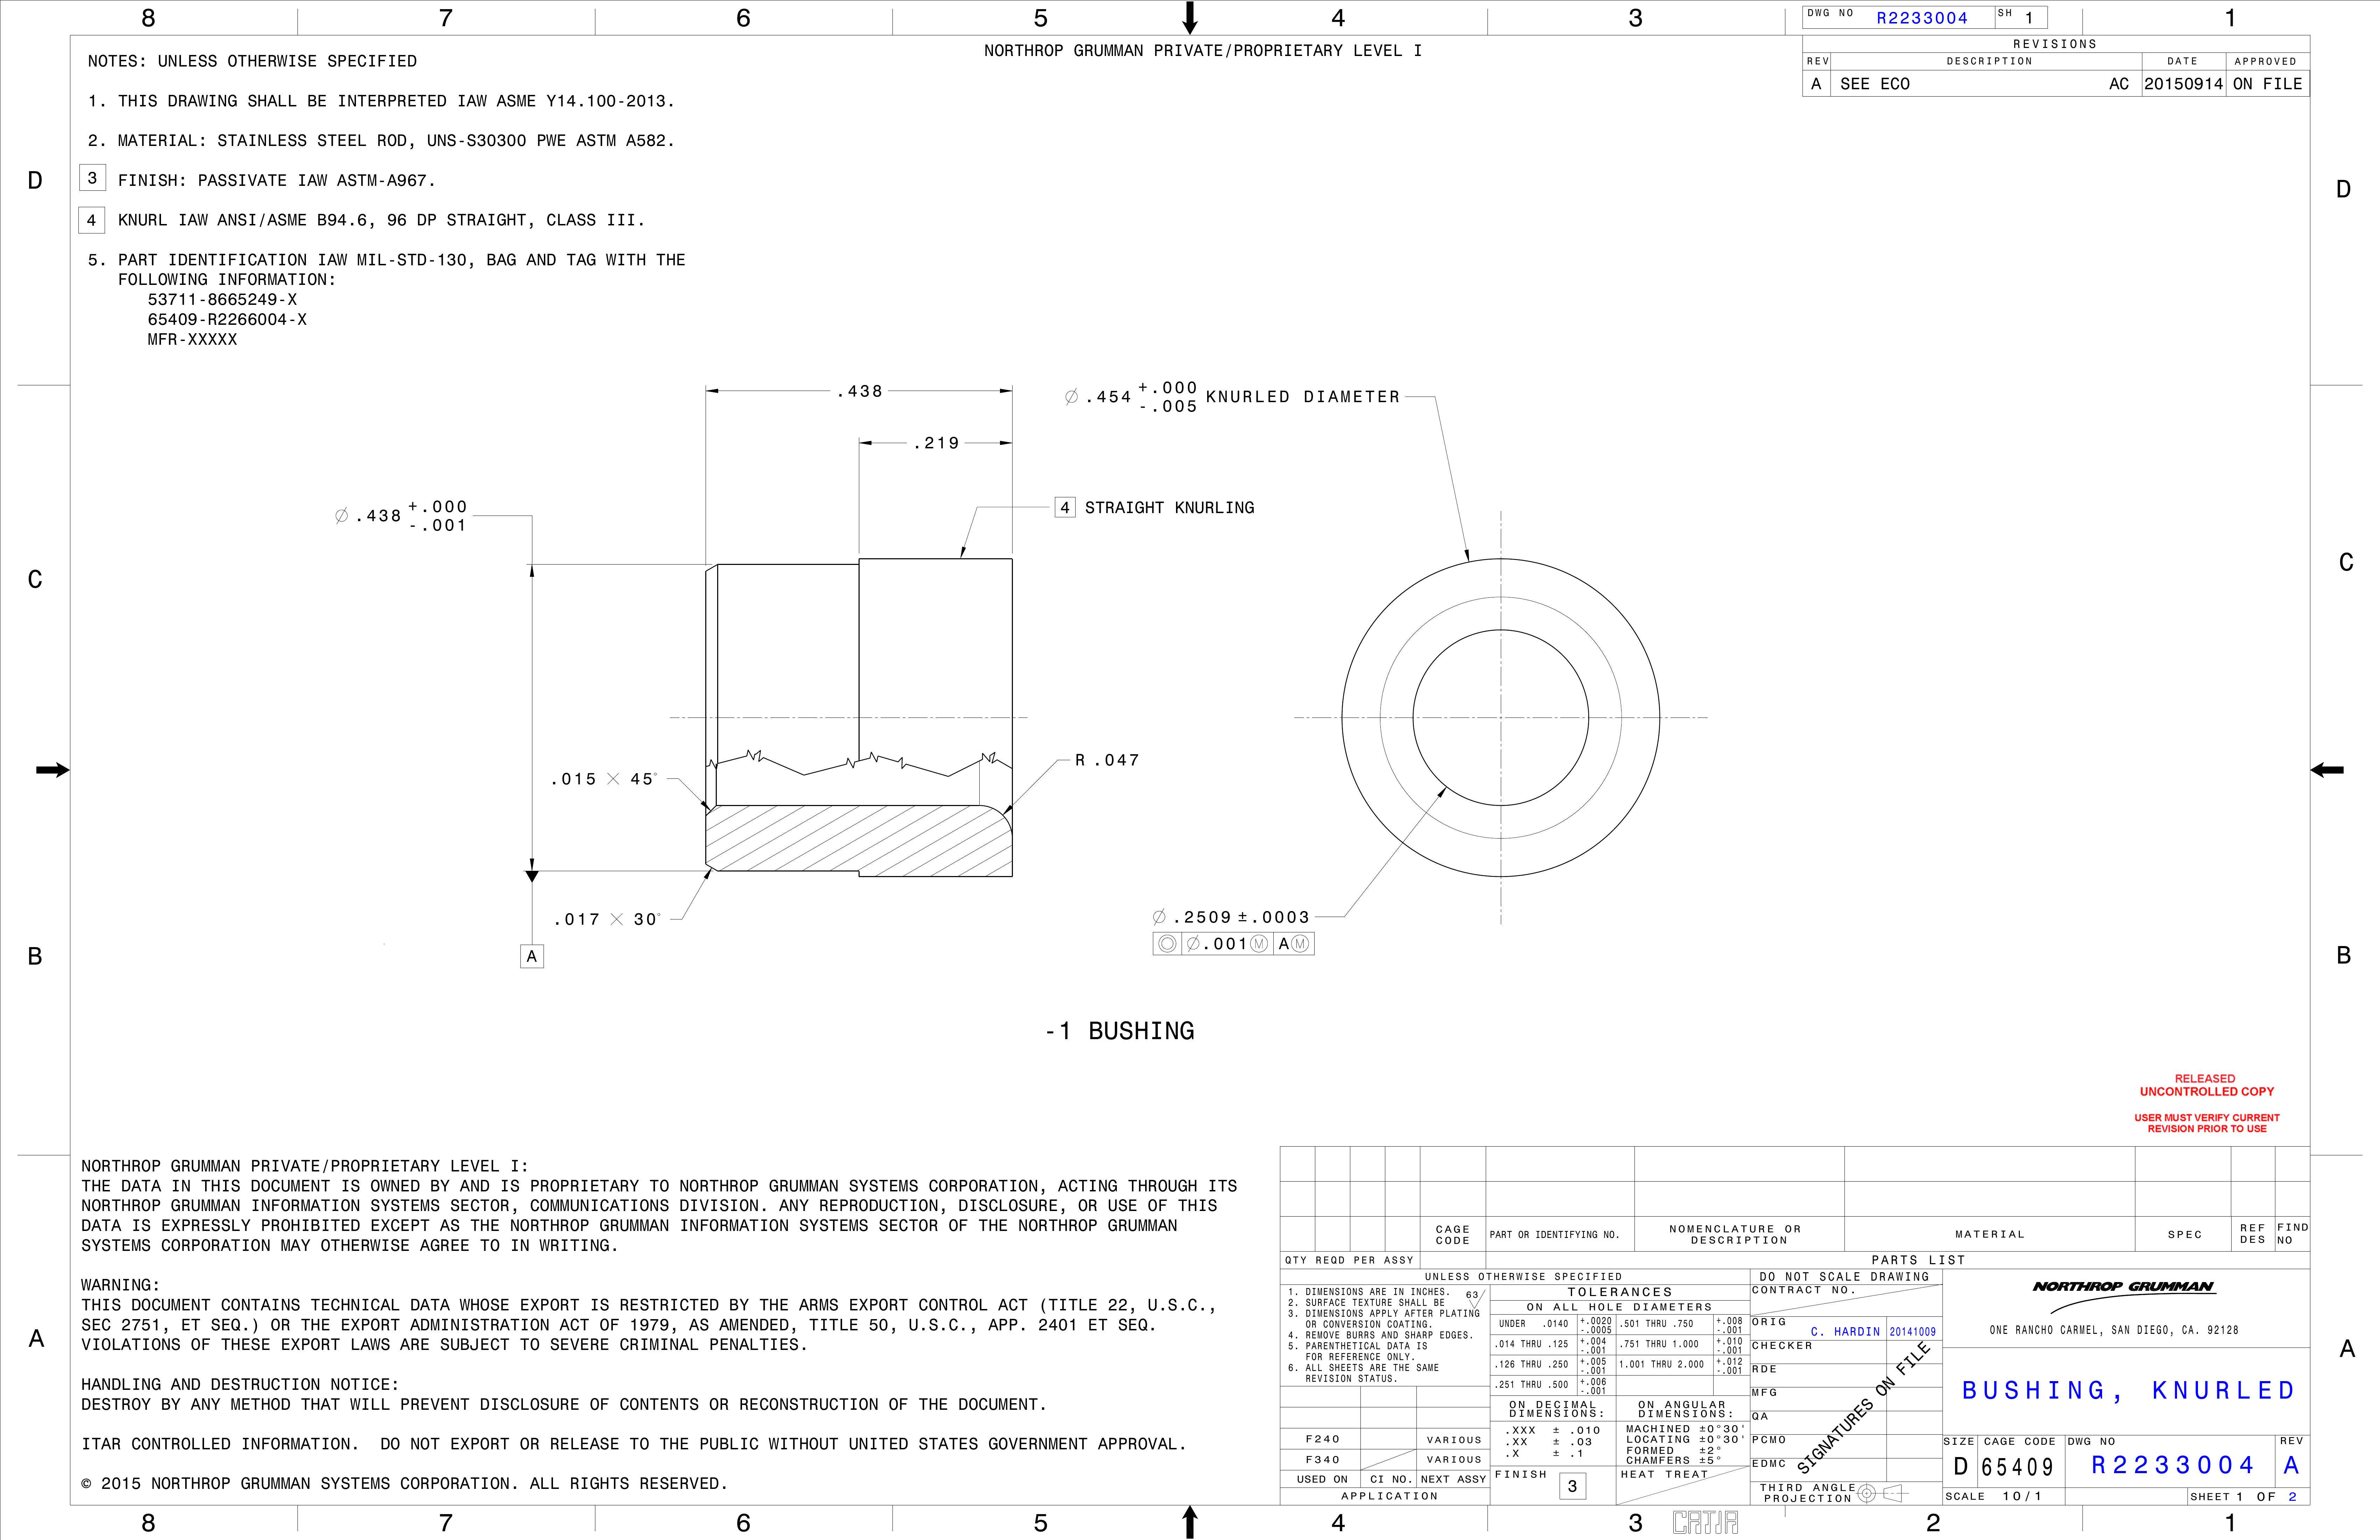 8 7 6 5 4 3 1
DWG NO R2233004 SH 1
NORTHROP GRUMMAN PRIVATE/PROPRIETARY LEVEL I
REVISIONS
REV DESCRIPTION DATE APPROVED
A SEE ECO AC 20150914 ON FILE
NOTES: UNLESS OTHERWISE SPECIFIED
1. THIS DRAWING SHALL BE INTERPRETED IAW ASME Y14.100-2013.
2. MATERIAL: STAINLESS STEEL ROD, UNS-S30300 PWE ASTM A582.
3 FINISH: PASSIVATE IAW ASTM-A967.
4 KNURL IAW ANSI/ASME B94.6, 96 DP STRAIGHT, CLASS III.
5. PART IDENTIFICATION IAW MIL-STD-130, BAG AND TAG WITH THE
FOLLOWING INFORMATION:
53711-8665249-X
65409-R2266004-X
MFR-XXXXX
D D
C C
B B
A A
.438
.219
∅ .454 +.000 -.005 KNURLED DIAMETER
4 STRAIGHT KNURLING
∅ .438 +.000 -.001
R .047
.015 × 45°
.017 × 30°
A
∅ .2509 ±.0003
◎ ∅.001Ⓜ AⓂ
-1 BUSHING
RELEASED
UNCONTROLLED COPY
USER MUST VERIFY CURRENT
REVISION PRIOR TO USE
NORTHROP GRUMMAN PRIVATE/PROPRIETARY LEVEL I:
THE DATA IN THIS DOCUMENT IS OWNED BY AND IS PROPRIETARY TO NORTHROP GRUMMAN SYSTEMS CORPORATION, ACTING THROUGH ITS
NORTHROP GRUMMAN INFORMATION SYSTEMS SECTOR, COMMUNICATIONS DIVISION. ANY REPRODUCTION, DISCLOSURE, OR USE OF THIS
DATA IS EXPRESSLY PROHIBITED EXCEPT AS THE NORTHROP GRUMMAN INFORMATION SYSTEMS SECTOR OF THE NORTHROP GRUMMAN
SYSTEMS CORPORATION MAY OTHERWISE AGREE TO IN WRITING.
WARNING:
THIS DOCUMENT CONTAINS TECHNICAL DATA WHOSE EXPORT IS RESTRICTED BY THE ARMS EXPORT CONTROL ACT (TITLE 22, U.S.C.,
SEC 2751, ET SEQ.) OR THE EXPORT ADMINISTRATION ACT OF 1979, AS AMENDED, TITLE 50, U.S.C., APP. 2401 ET SEQ.
VIOLATIONS OF THESE EXPORT LAWS ARE SUBJECT TO SEVERE CRIMINAL PENALTIES.
HANDLING AND DESTRUCTION NOTICE:
DESTROY BY ANY METHOD THAT WILL PREVENT DISCLOSURE OF CONTENTS OR RECONSTRUCTION OF THE DOCUMENT.
ITAR CONTROLLED INFORMATION. DO NOT EXPORT OR RELEASE TO THE PUBLIC WITHOUT UNITED STATES GOVERNMENT APPROVAL.
© 2015 NORTHROP GRUMMAN SYSTEMS CORPORATION. ALL RIGHTS RESERVED.
QTY REQD PER ASSY
CAGE CODE
PART OR IDENTIFYING NO.
NOMENCLATURE OR DESCRIPTION
MATERIAL
SPEC
REF DES
FIND NO
PARTS LIST
UNLESS OTHERWISE SPECIFIED
1. DIMENSIONS ARE IN INCHES.
2. SURFACE TEXTURE SHALL BE 63
3. DIMENSIONS APPLY AFTER PLATING
OR CONVERSION COATING.
4. REMOVE BURRS AND SHARP EDGES.
5. PARENTHETICAL DATA IS
FOR REFERENCE ONLY.
6. ALL SHEETS ARE THE SAME
REVISION STATUS.
TOLERANCES
ON ALL HOLE DIAMETERS
UNDER .0140 +.0020 -.0005 .501 THRU .750 +.008 -.001
.014 THRU .125 +.004 -.001 .751 THRU 1.000 +.010 -.001
.126 THRU .250 +.005 -.001 1.001 THRU 2.000 +.012 -.001
.251 THRU .500 +.006 -.001
ON DECIMAL DIMENSIONS:
.XXX ± .010
.XX ± .03
.X ± .1
ON ANGULAR DIMENSIONS:
MACHINED ±0°30'
LOCATING ±0°30'
FORMED ±2°
CHAMFERS ±5°
FINISH 3
HEAT TREAT
F240 VARIOUS
F340 VARIOUS
USED ON CI NO. NEXT ASSY
APPLICATION
DO NOT SCALE DRAWING
CONTRACT NO.
ORIG C. HARDIN 20141009
CHECKER
RDE
MFG
QA
PCMO
EDMC
SIGNATURES ON FILE
THIRD ANGLE PROJECTION
NORTHROP GRUMMAN
ONE RANCHO CARMEL, SAN DIEGO, CA. 92128
BUSHING, KNURLED
SIZE D
CAGE CODE 65409
DWG NO R2233004
REV A
SCALE 10/1
SHEET 1 OF 2
8 7 6 5 4 3 CATIA 2 1